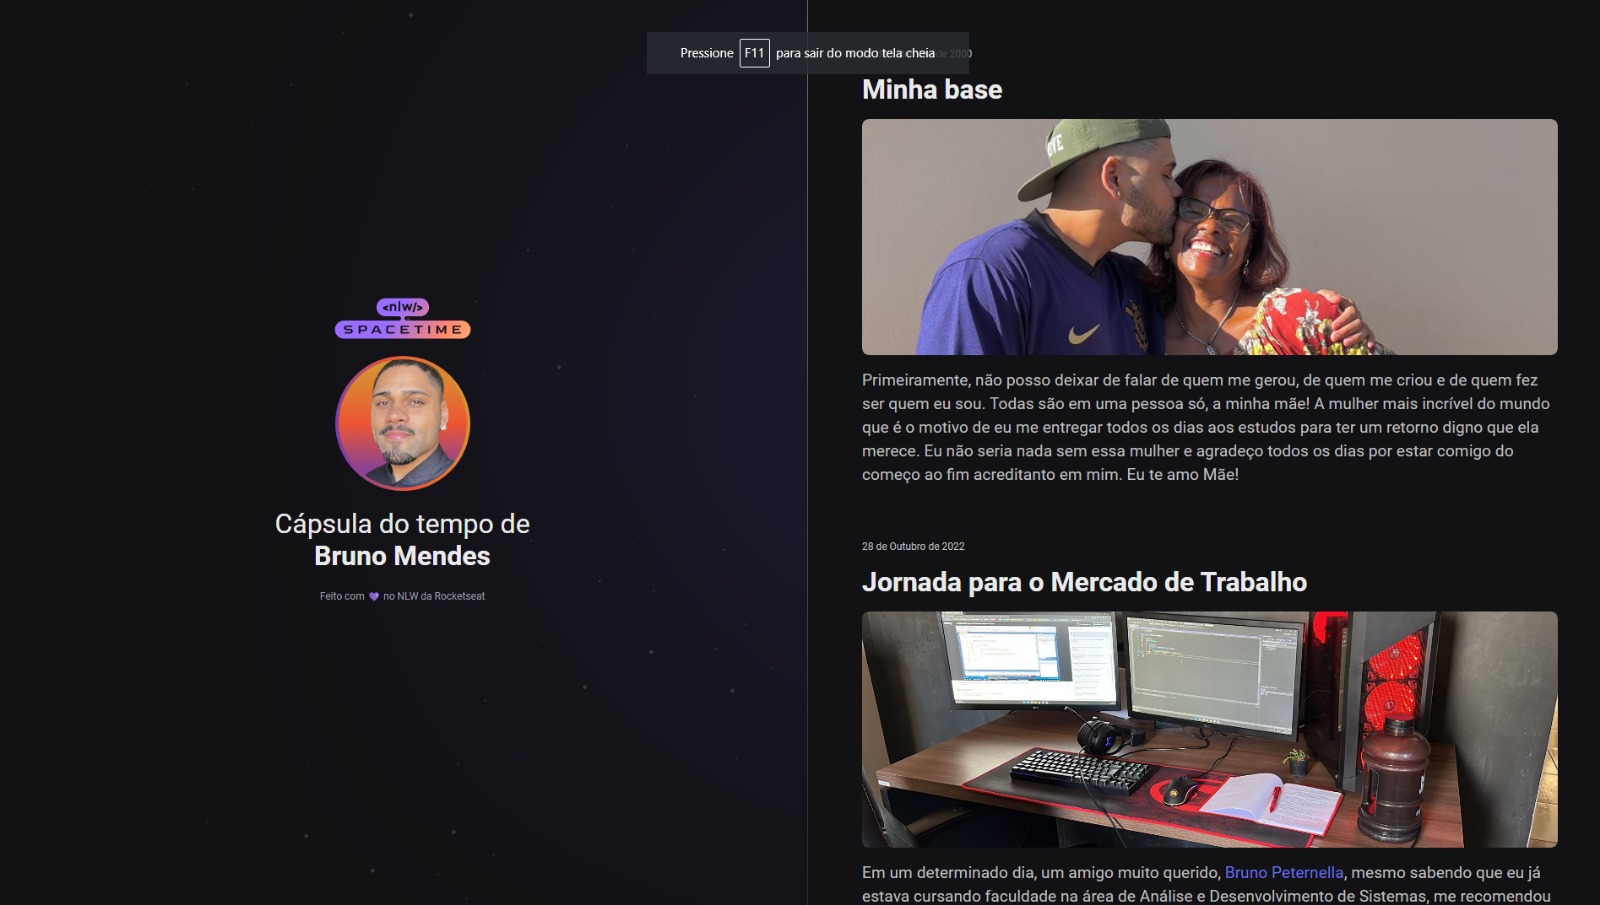 Pressione F11 para sair do modo tela cheia
de 2000
<nlw/>
SPACETIME
Cápsula do tempo de
Bruno Mendes
Feito com 💜 no NLW da Rocketseat
Minha base
Primeiramente, não posso deixar de falar de quem me gerou, de quem me criou e de quem fez
ser quem eu sou. Todas são em uma pessoa só, a minha mãe! A mulher mais incrível do mundo
que é o motivo de eu me entregar todos os dias aos estudos para ter um retorno digno que ela
merece. Eu não seria nada sem essa mulher e agradeço todos os dias por estar comigo do
começo ao fim acreditanto em mim. Eu te amo Mãe!
28 de Outubro de 2022
Jornada para o Mercado de Trabalho
Em um determinado dia, um amigo muito querido, Bruno Peternella, mesmo sabendo que eu já
estava cursando faculdade na área de Análise e Desenvolvimento de Sistemas, me recomendou